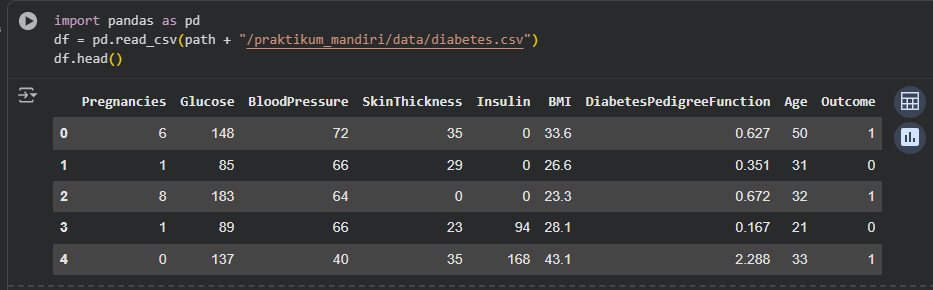 import pandas as pd
df = pd.read_csv(path + "/praktikum_mandiri/data/diabetes.csv")
df.head()
Pregnancies Glucose BloodPressure SkinThickness Insulin BMI DiabetesPedigreeFunction Age Outcome
0 6 148 72 35 0 33.6 0.627 50 1
1 1 85 66 29 0 26.6 0.351 31 0
2 8 183 64 0 0 23.3 0.672 32 1
3 1 89 66 23 94 28.1 0.167 21 0
4 0 137 40 35 168 43.1 2.288 33 1